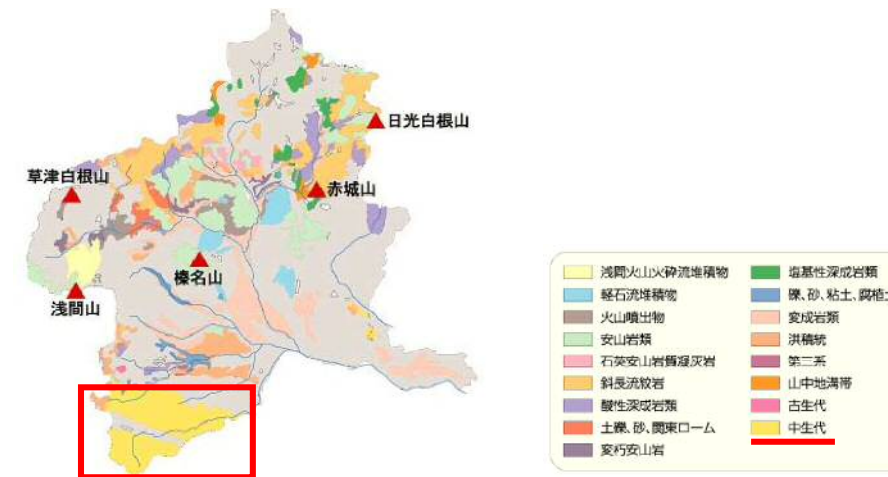 日光白根山
草津白根山
赤城山
榛名山
浅間山
浅間火山火砕流堆積物
軽石流堆積物
火山噴出物
安山岩類
石英安山岩質凝灰岩
斜長流紋岩
酸性深成岩類
土礫、砂、関東ローム
変朽安山岩
塩基性深成岩類
礫、砂、粘土、腐植土
変成岩類
洪積統
第三系
山中地溝帯
古生代
中生代